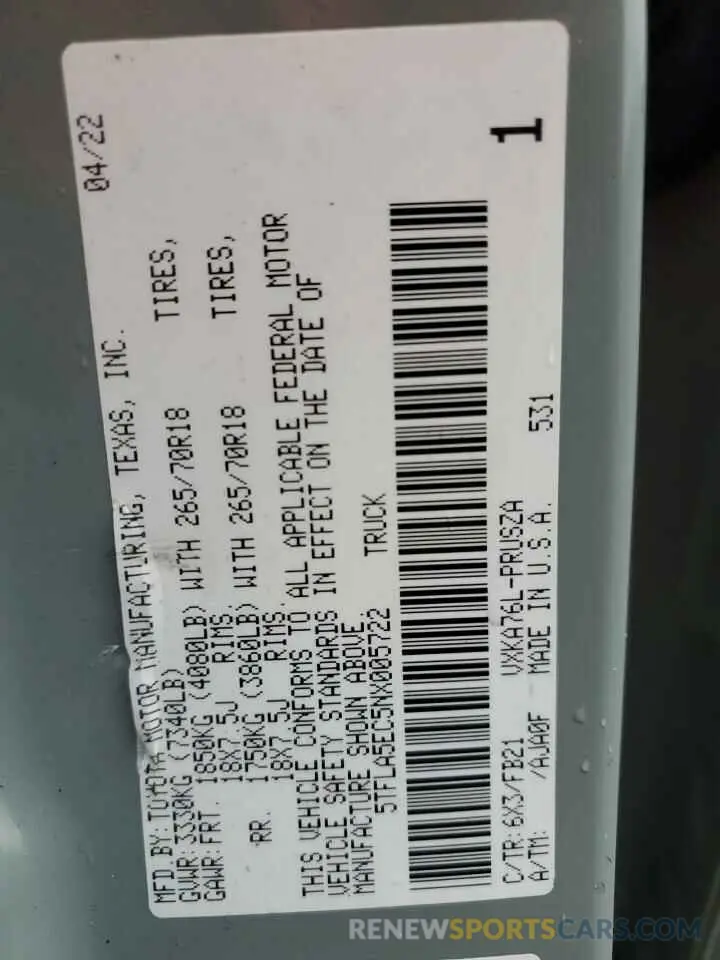 MFD BY:TOYOTA MOTOR MANUFACTURING, TEXAS, INC. 04/22
GVWR:3330KG (7340LB)
GAWR:FRT. 1850KG (4080LB) WITH 265/70R18 TIRES,
18X7.5J RIMS,
RR. 1750KG (3860LB) WITH 265/70R18 TIRES,
18X7.5J RIMS.
THIS VEHICLE CONFORMS TO ALL APPLICABLE FEDERAL MOTOR
VEHICLE SAFETY STANDARDS IN EFFECT ON THE DATE OF
MANUFACTURE SHOWN ABOVE.
5TFLA5EC5NX005722 TRUCK
1
C/TR:6X3/FB21 VXKA76L-PRUSZA
A/TM: /AJA0F MADE IN U.S.A. 531
RENEWSPORTSCARS.COM